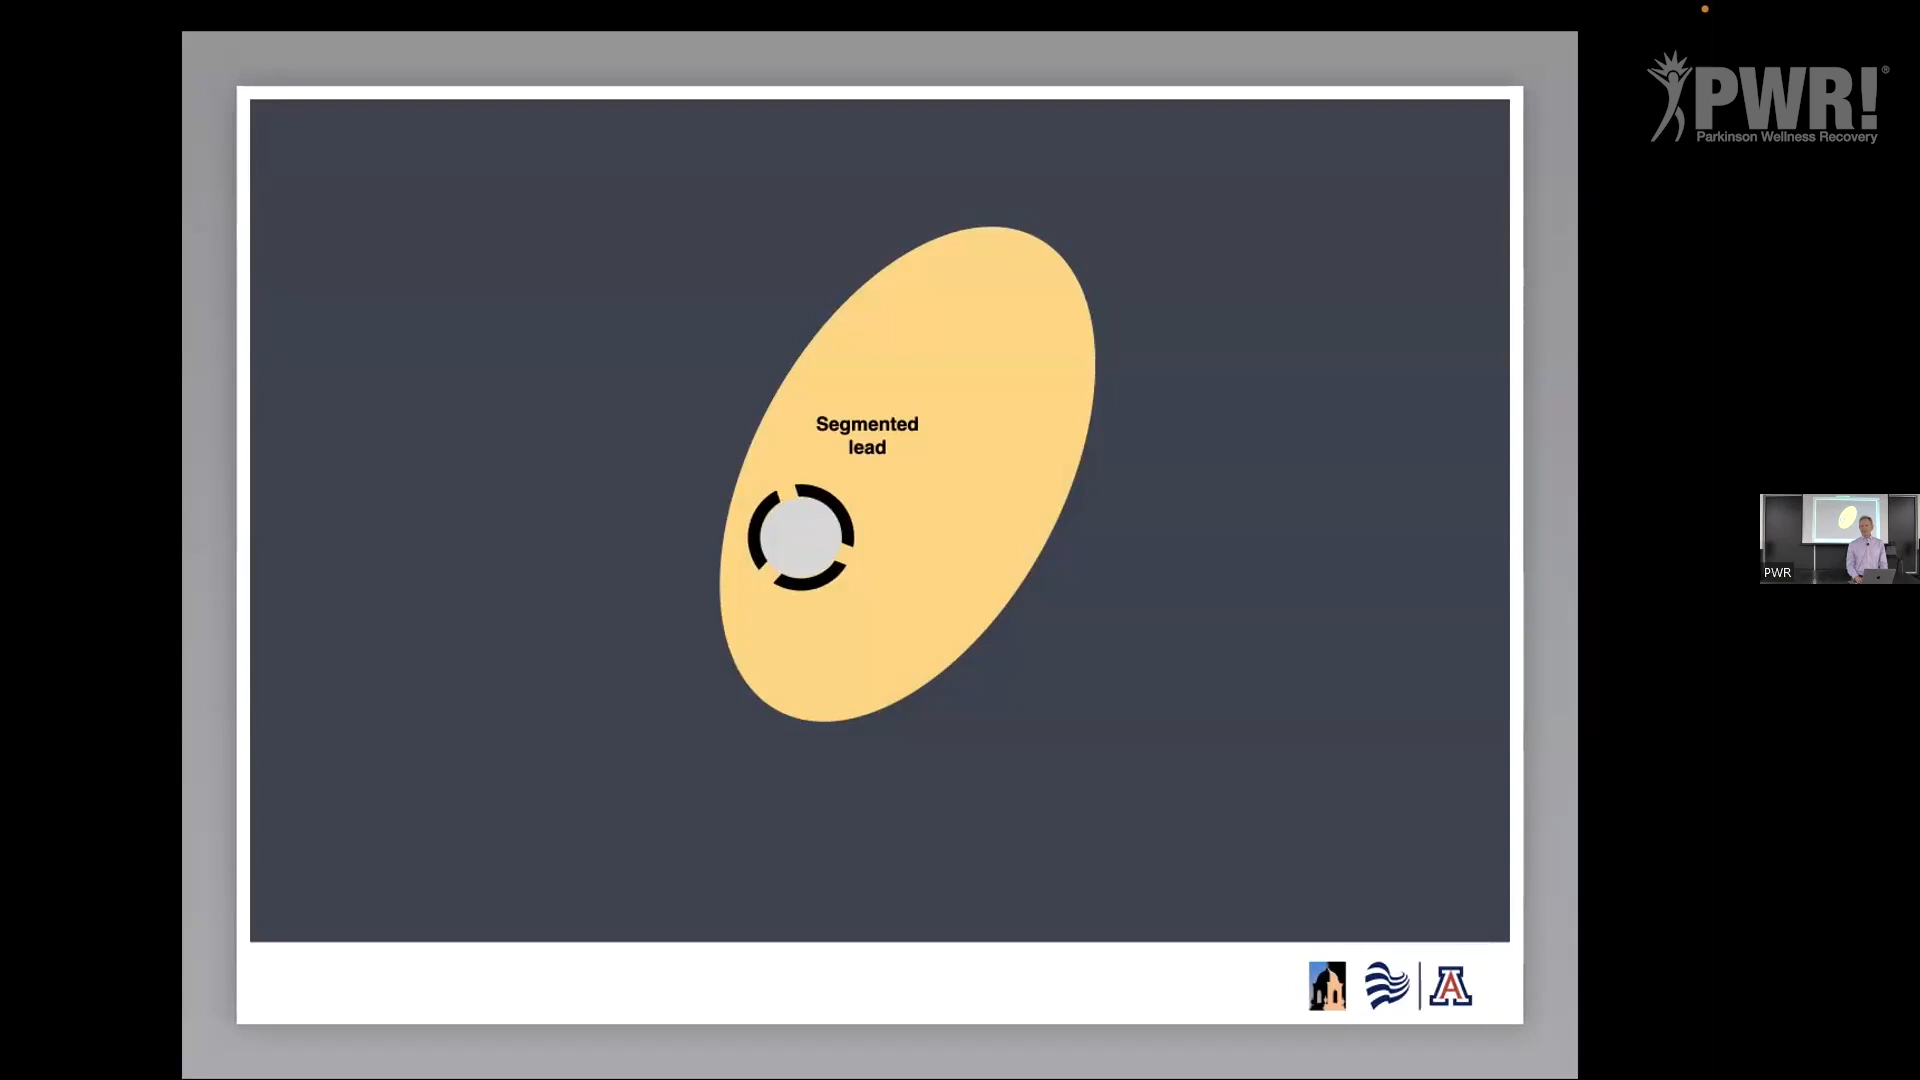 PWR!®
Parkinson Wellness Recovery
Segmented
lead
PWR
A